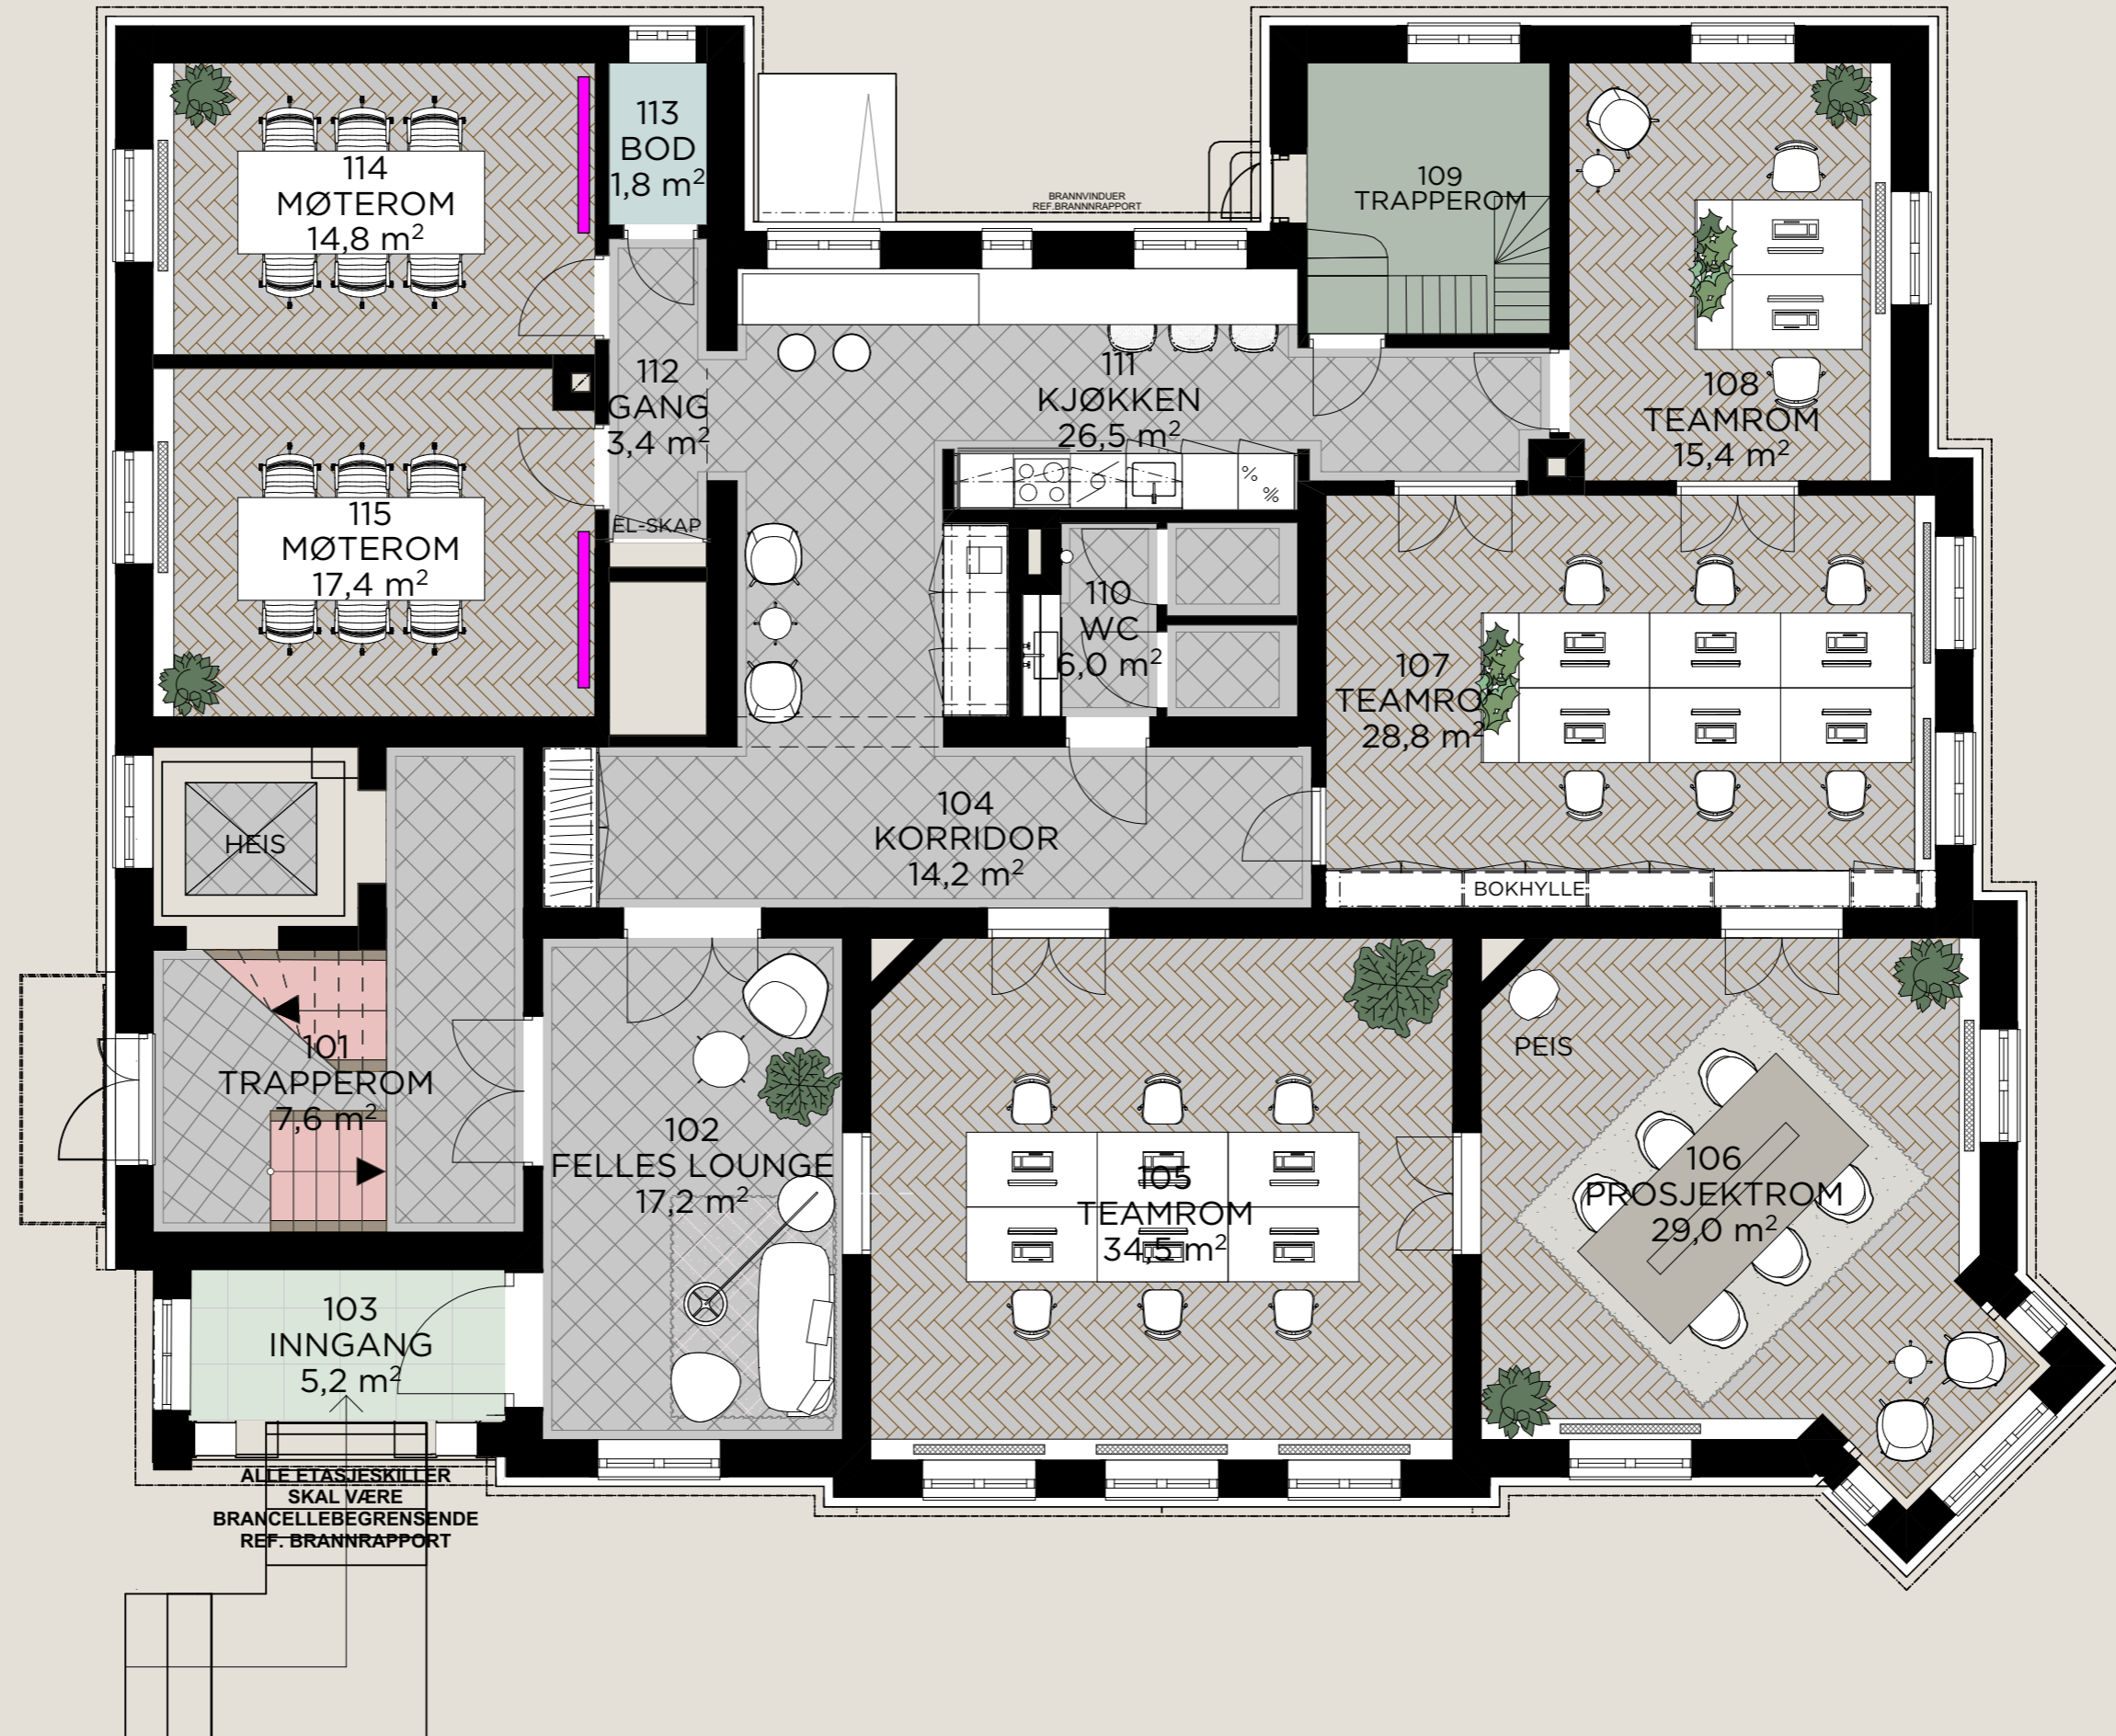 113
BOD
1,8 m²
114
MØTEROM
14,8 m²
109
TRAPPEROM
BRANNVINDUER
REF.BRANNNRAPPORT
112
GANG
3,4 m²
111
KJØKKEN
26,5 m²
108
TEAMROM
15,4 m²
115
MØTEROM
17,4 m²
EL-SKAP
110
WC
6,0 m²
107
TEAMRO
28,8 m²
HEIS
104
KORRIDOR
14,2 m²
BOKHYLLE
101
TRAPPEROM
7,6 m²
PEIS
102
FELLES LOUNGE
17,2 m²
105
TEAMROM
34,5 m²
106
PROSJEKTROM
29,0 m²
103
INNGANG
5,2 m²
ALLE ETASJESKILLER
SKAL VÆRE
BRANCELLEBEGRENSENDE
REF. BRANNRAPPORT